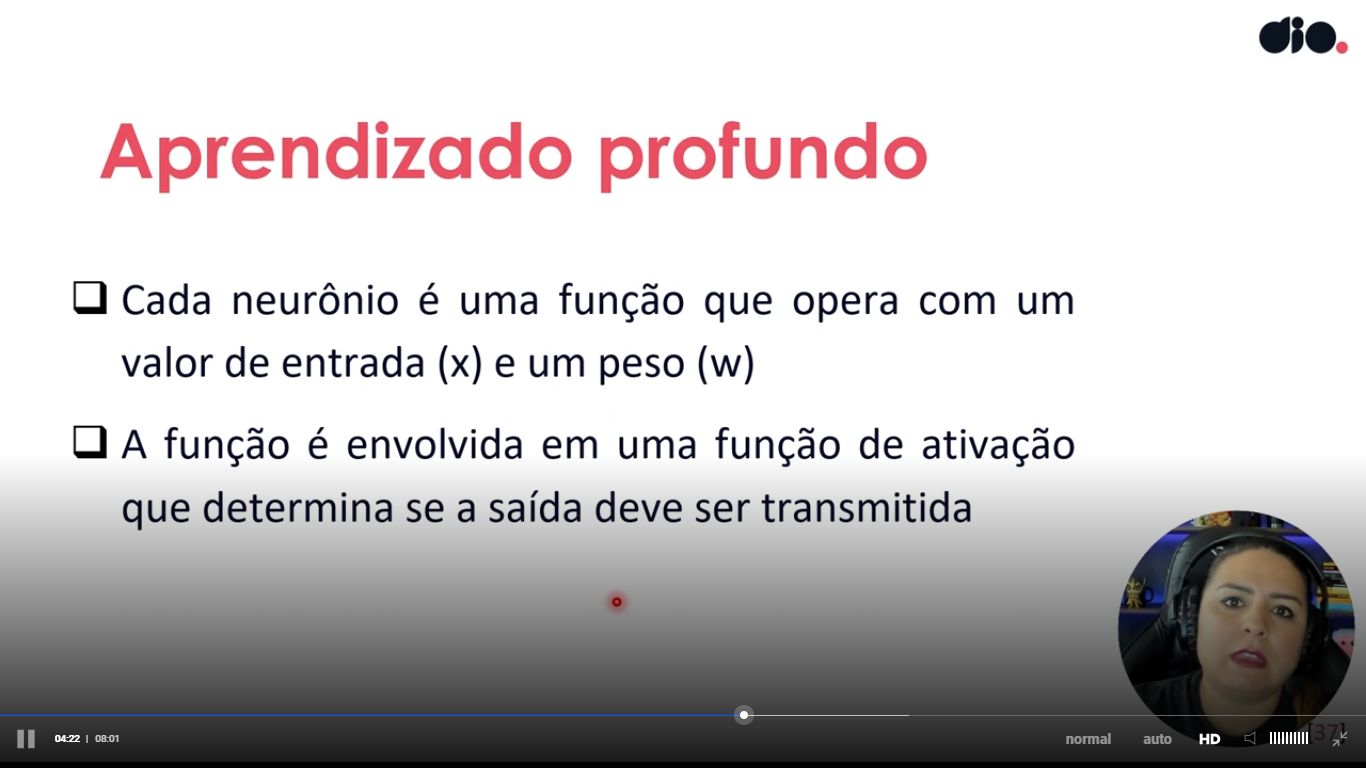 dio.
Aprendizado profundo
Cada neurônio é uma função que opera com um
valor de entrada (x) e um peso (w)
A função é envolvida em uma função de ativação
que determina se a saída deve ser transmitida
[37]
04:22 | 08:01
normal auto HD